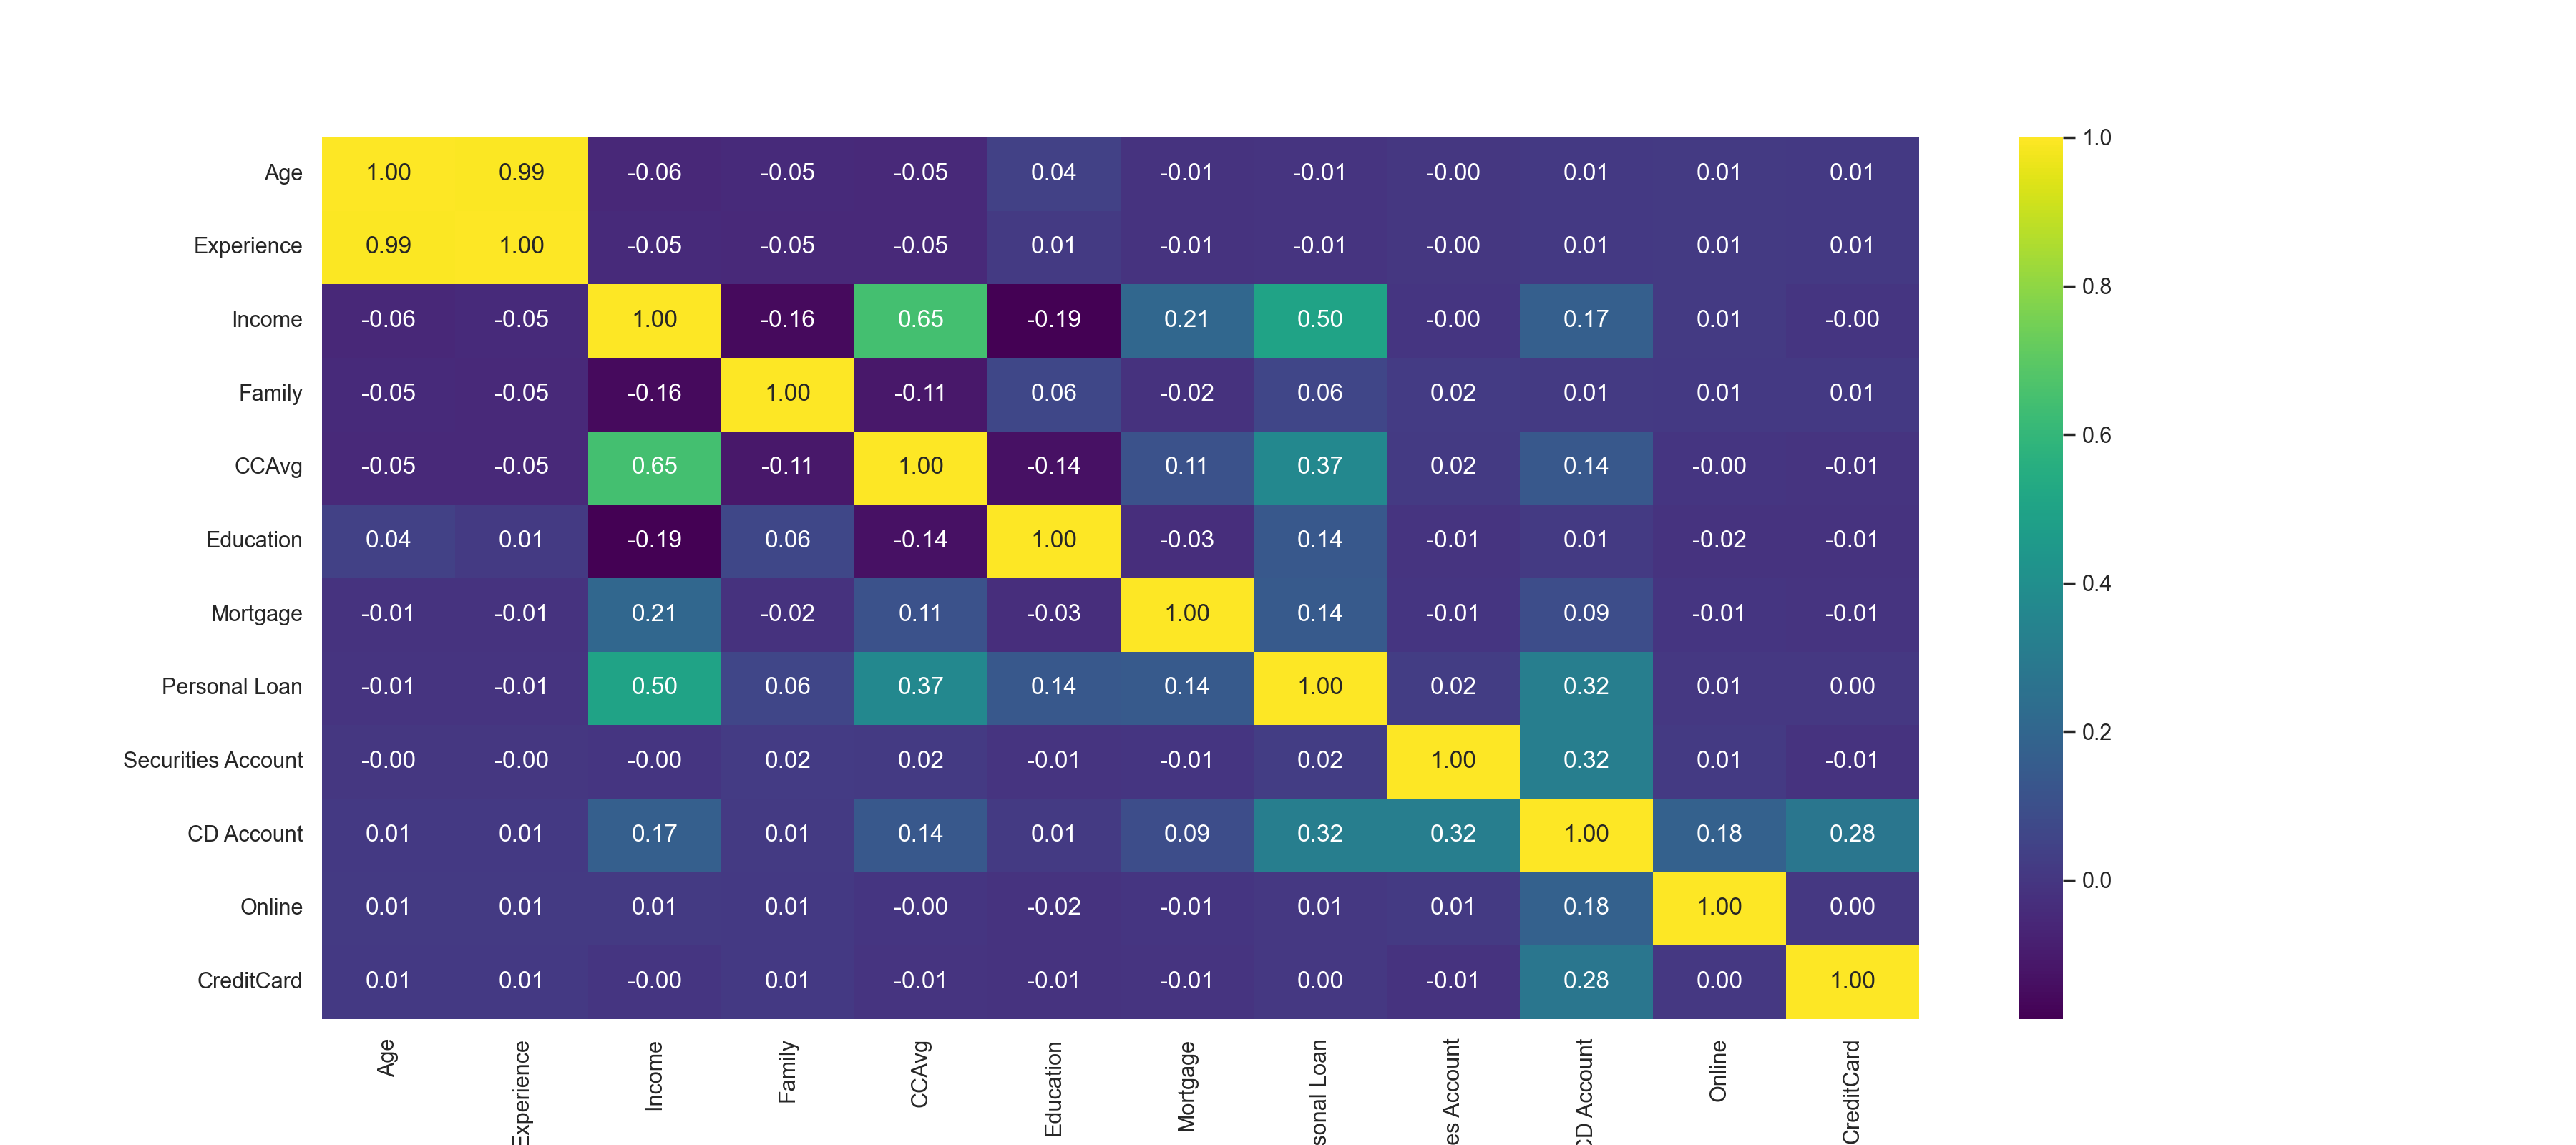 1.0
Age 1.00 0.99 -0.06 -0.05 -0.05 0.04 -0.01 -0.01 -0.00 0.01 0.01 0.01
Experience 0.99 1.00 -0.05 -0.05 -0.05 0.01 -0.01 -0.01 -0.00 0.01 0.01 0.01
0.8
Income -0.06 -0.05 1.00 -0.16 0.65 -0.19 0.21 0.50 -0.00 0.17 0.01 -0.00
Family -0.05 -0.05 -0.16 1.00 -0.11 0.06 -0.02 0.06 0.02 0.01 0.01 0.01
0.6
CCAvg -0.05 -0.05 0.65 -0.11 1.00 -0.14 0.11 0.37 0.02 0.14 -0.00 -0.01
Education 0.04 0.01 -0.19 0.06 -0.14 1.00 -0.03 0.14 -0.01 0.01 -0.02 -0.01
0.4
Mortgage -0.01 -0.01 0.21 -0.02 0.11 -0.03 1.00 0.14 -0.01 0.09 -0.01 -0.01
Personal Loan -0.01 -0.01 0.50 0.06 0.37 0.14 0.14 1.00 0.02 0.32 0.01 0.00
0.2
Securities Account -0.00 -0.00 -0.00 0.02 0.02 -0.01 -0.01 0.02 1.00 0.32 0.01 -0.01
CD Account 0.01 0.01 0.17 0.01 0.14 0.01 0.09 0.32 0.32 1.00 0.18 0.28
0.0
Online 0.01 0.01 0.01 0.01 -0.00 -0.02 -0.01 0.01 0.01 0.18 1.00 0.00
CreditCard 0.01 0.01 -0.00 0.01 -0.01 -0.01 -0.01 0.00 -0.01 0.28 0.00 1.00
Age
Experience
Income
Family
CCAvg
Education
Mortgage
sonal Loan
es Account
CD Account
Online
CreditCard